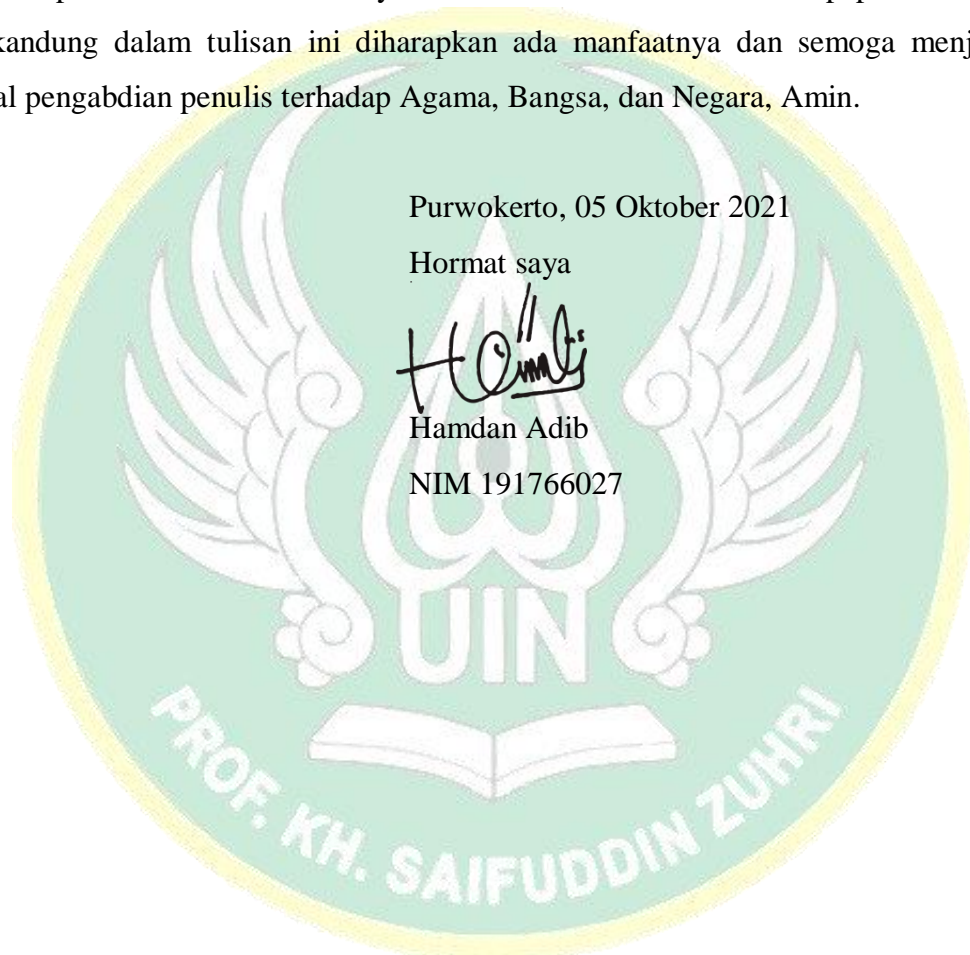 kandung dalam tulisan ini diharapkan ada manfaatnya dan semoga menj
al pengabdian penulis terhadap Agama, Bangsa, dan Negara, Amin.
Purwokerto, 05 Oktober 2021
Hormat saya
Hamdan Adib
NIM 191766027
UIN
PROF. KH. SAIFUDDIN ZUHRI